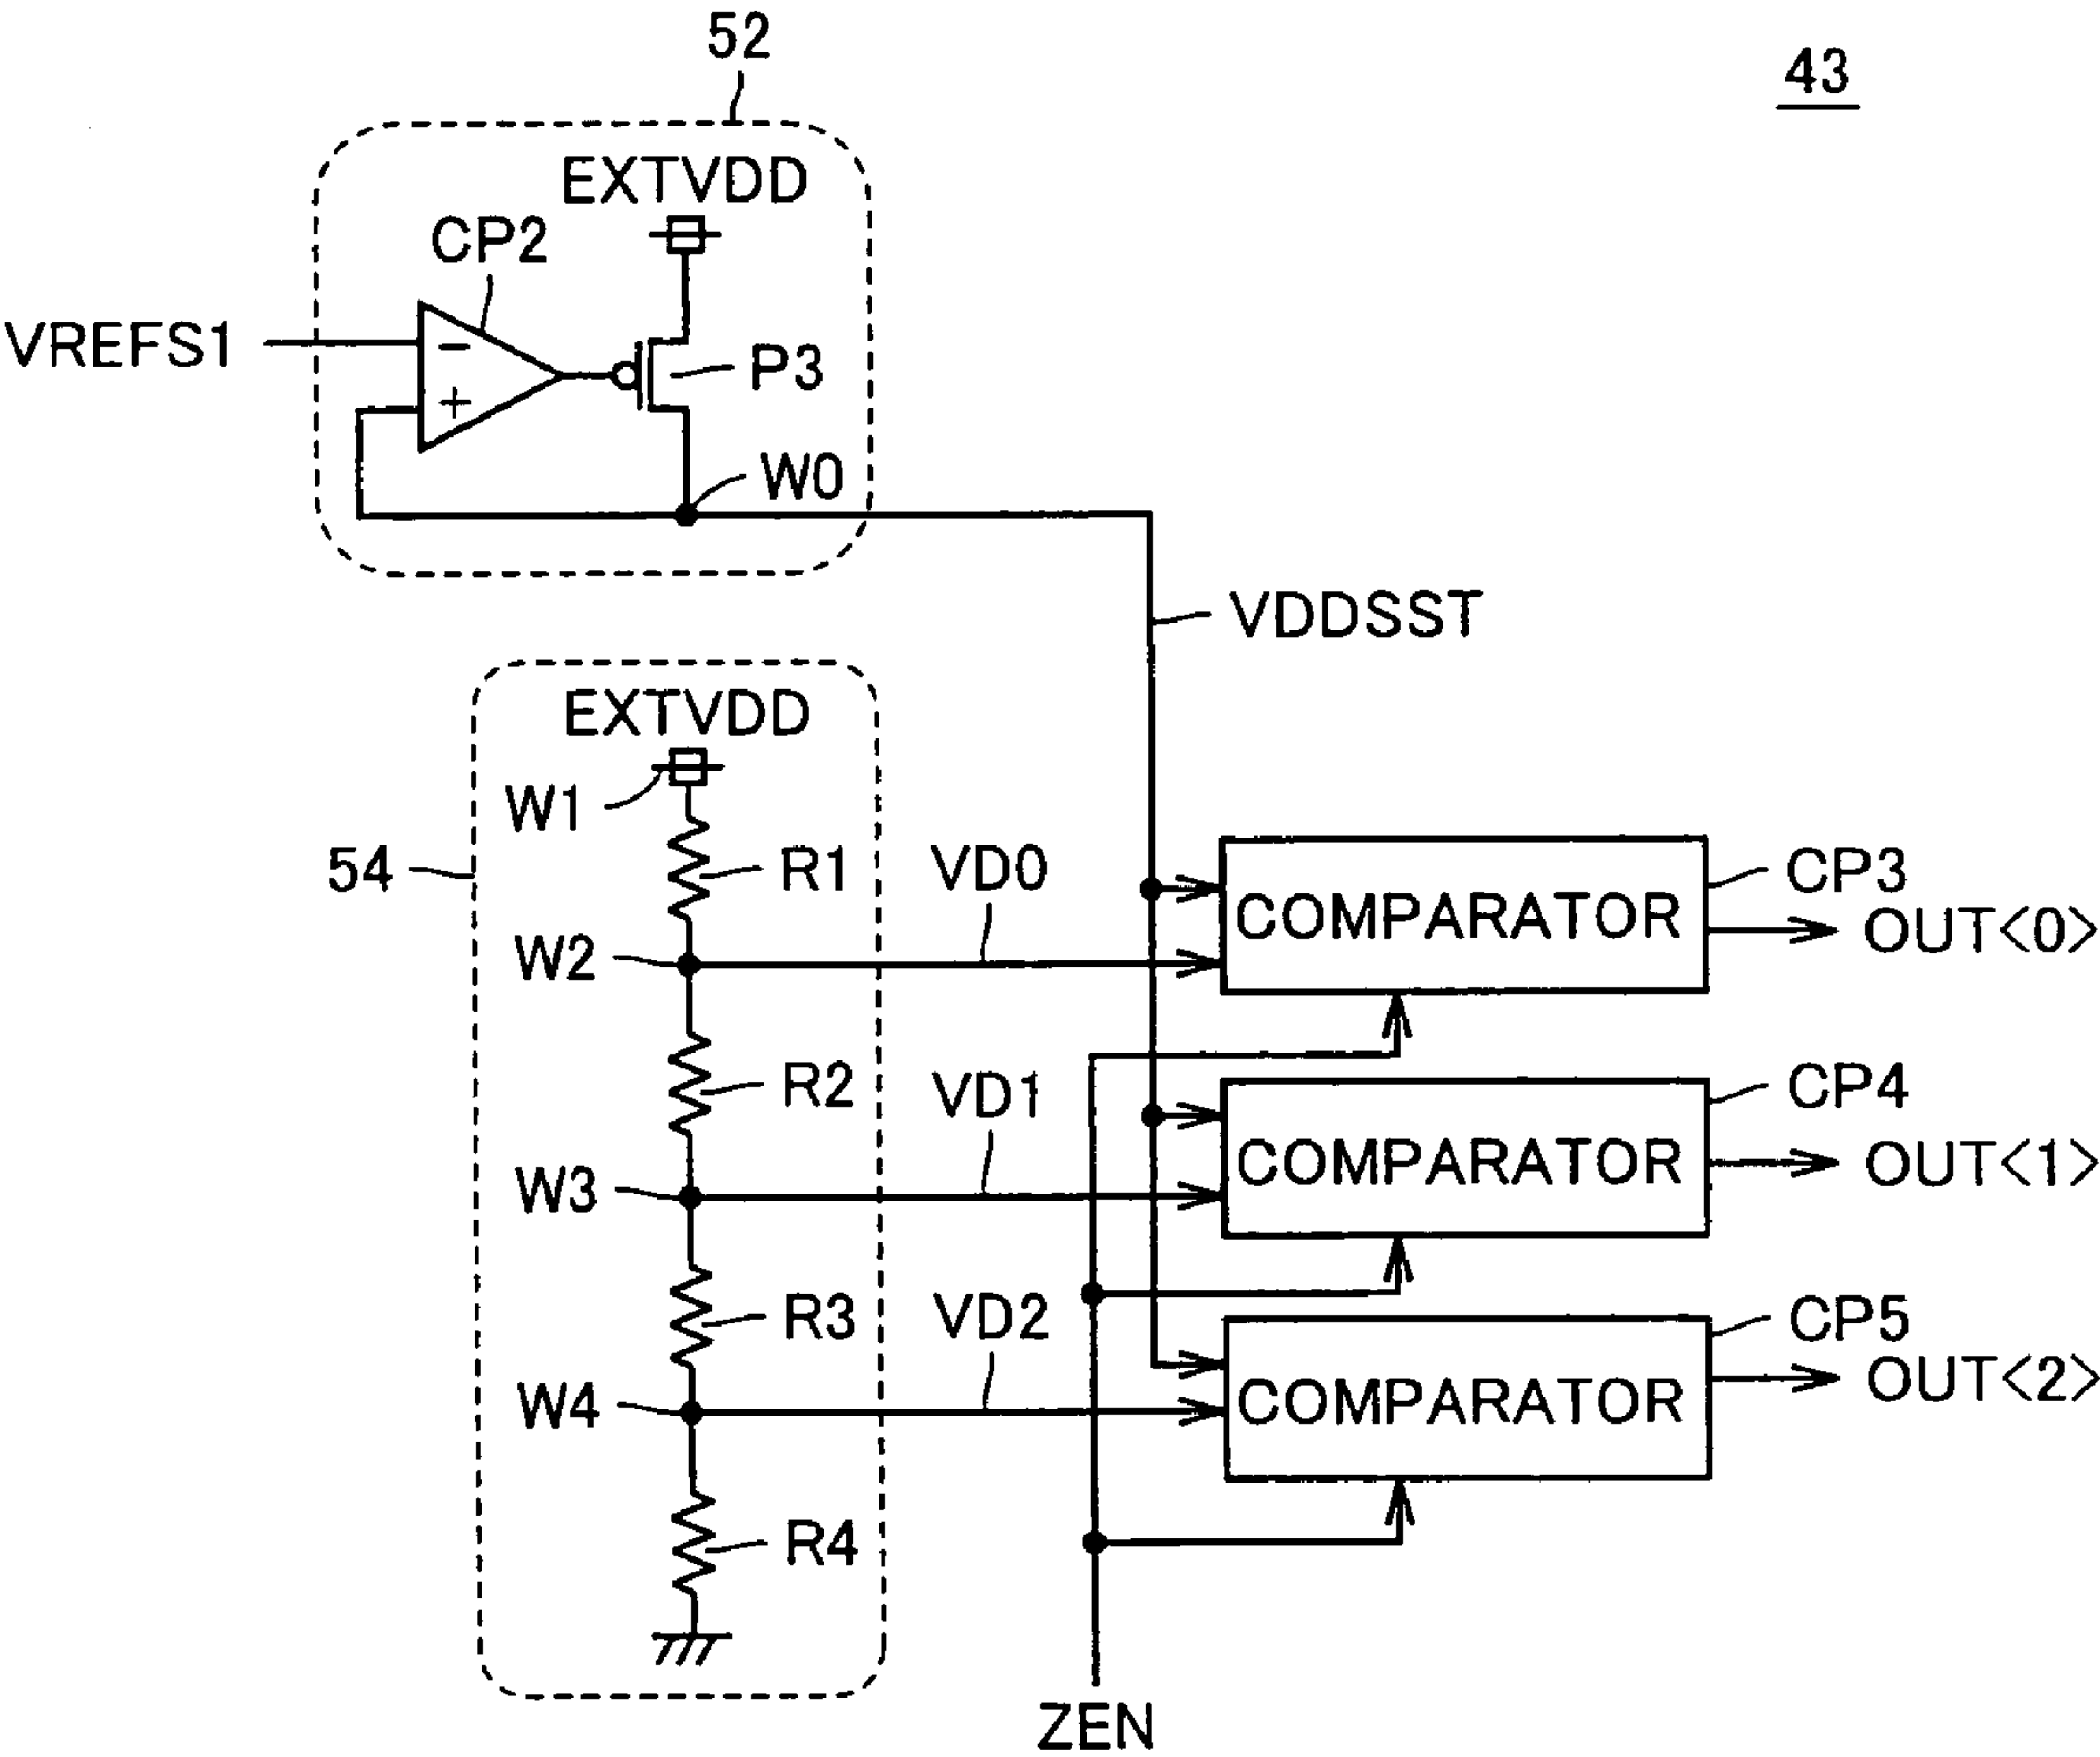 52
43
EXTVDD
CP2
VREFS1
−
+
P3
W0
VDDSST
EXTVDD
W1
54
R1
VD0
CP3
COMPARATOR
OUT<0>
W2
R2
VD1
CP4
COMPARATOR
OUT<1>
W3
R3
VD2
CP5
COMPARATOR
OUT<2>
W4
R4
ZEN